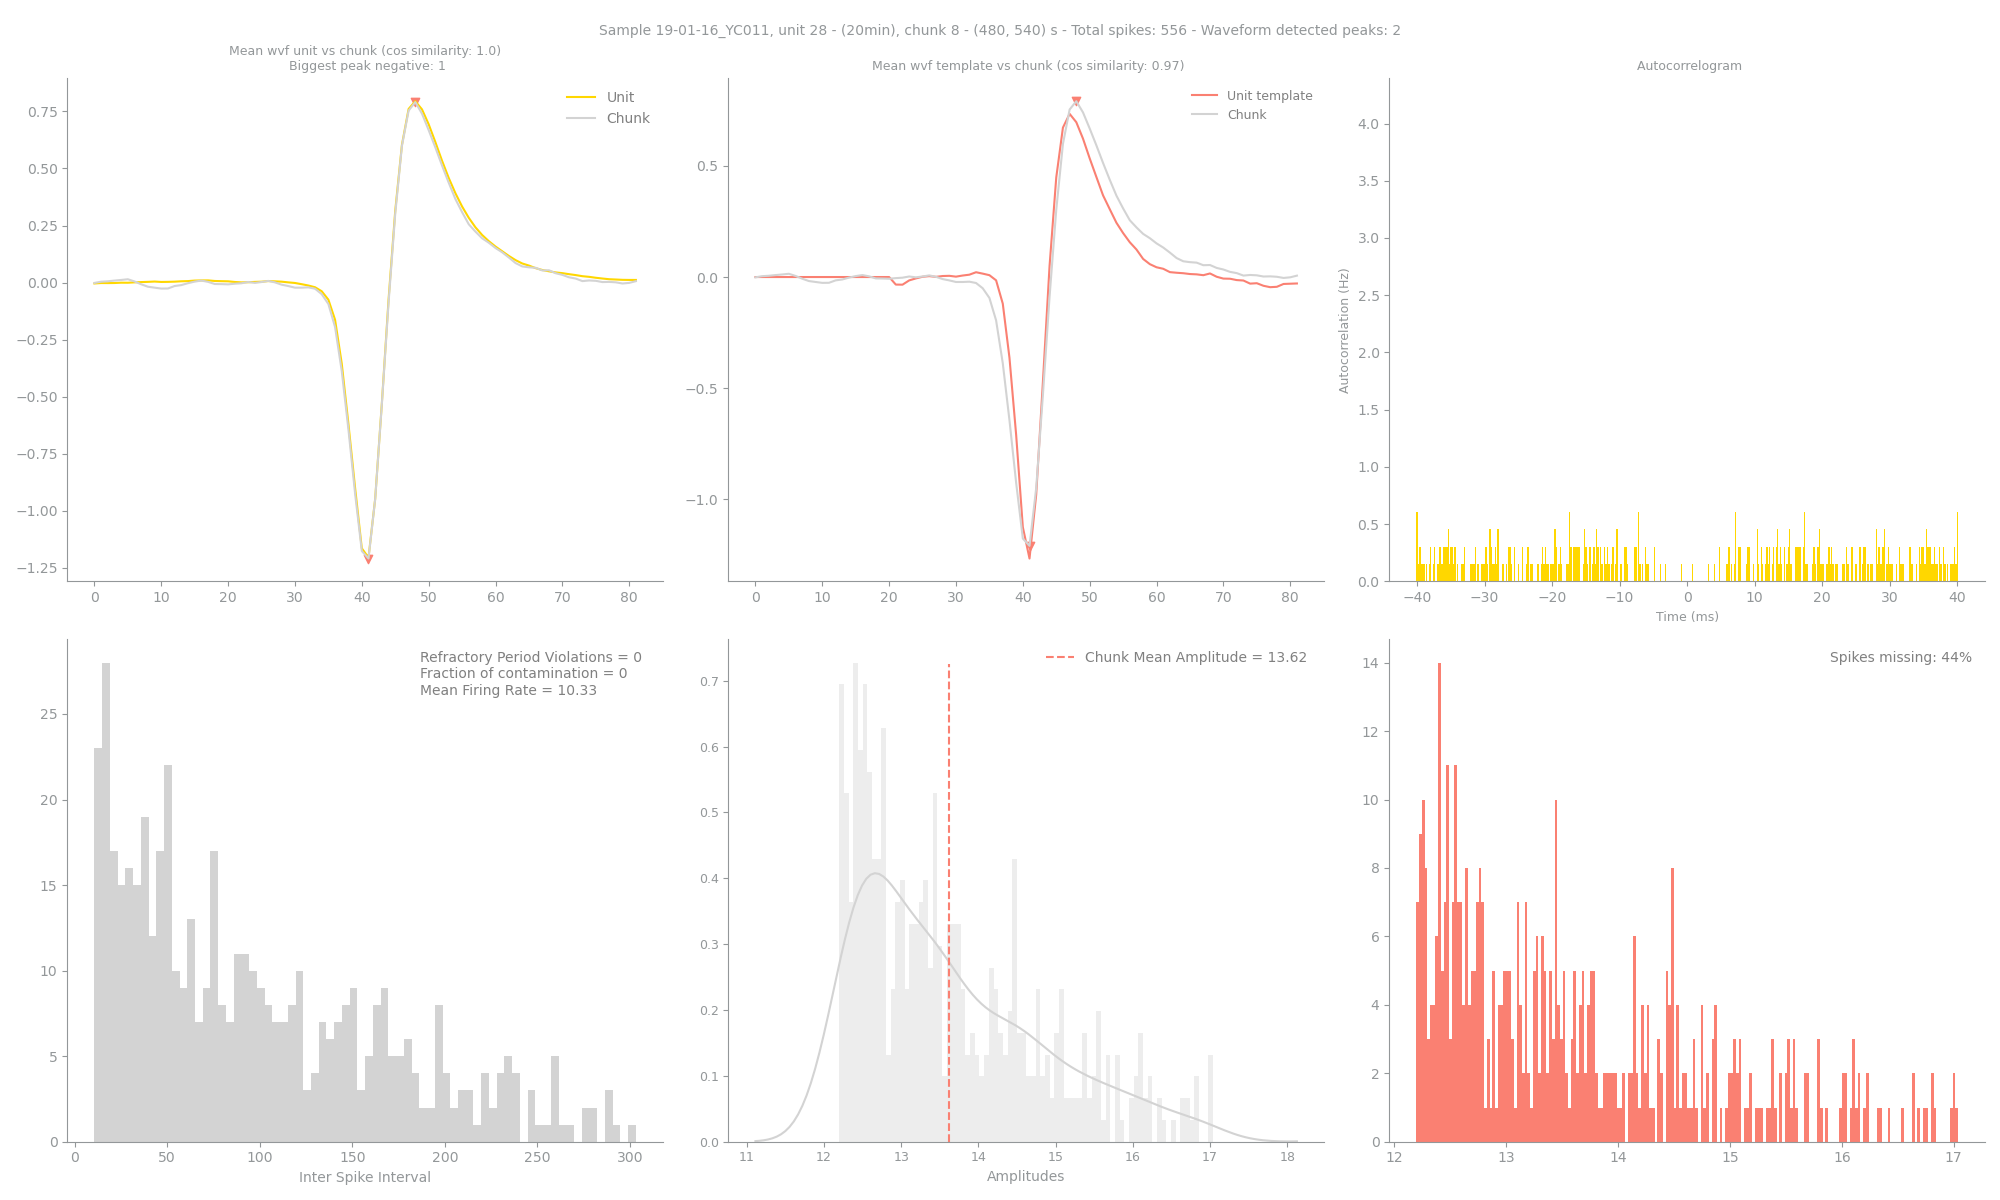 Sample 19-01-16_YC011, unit 28 - (20min), chunk 8 - (480, 540) s - Total spikes: 556 - Waveform detected peaks: 2
Mean wvf unit vs chunk (cos similarity: 1.0)
Biggest peak negative: 1
Unit
Chunk
0.75
0.50
0.25
0.00
−0.25
−0.50
−0.75
−1.00
−1.25
0 10 20 30 40 50 60 70 80
Mean wvf template vs chunk (cos similarity: 0.97)
Unit template
Chunk
0.5
0.0
−0.5
−1.0
0 10 20 30 40 50 60 70 80
Autocorrelogram
Autocorrelation (Hz)
4.0
3.5
3.0
2.5
2.0
1.5
1.0
0.5
0.0
−40 −30 −20 −10 0 10 20 30 40
Time (ms)
Refractory Period Violations = 0
Fraction of contamination = 0
Mean Firing Rate = 10.33
25
20
15
10
5
0
0 50 100 150 200 250 300
Inter Spike Interval
Chunk Mean Amplitude = 13.62
0.7
0.6
0.5
0.4
0.3
0.2
0.1
0.0
11 12 13 14 15 16 17 18
Amplitudes
Spikes missing: 44%
14
12
10
8
6
4
2
0
12 13 14 15 16 17